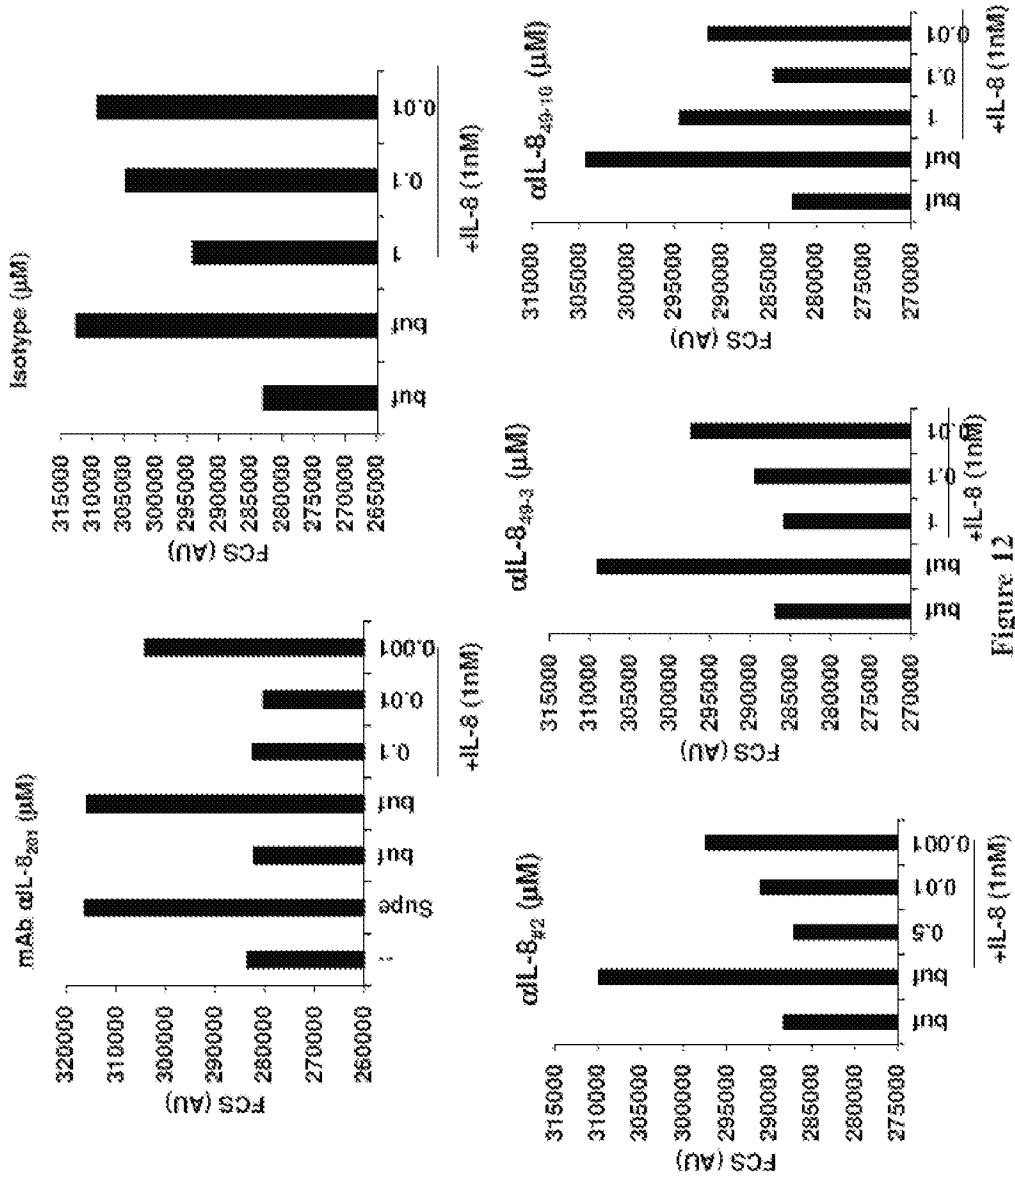 mAb αIL-8201 (μM)
FCS (AU)
320000
310000
300000
290000
280000
270000
260000
Supe
buf
buf
0.1
0.01
0.001
+IL-8 (1nM)
Isotype (μM)
FCS (AU)
315000
310000
305000
300000
295000
290000
285000
280000
275000
270000
265000
buf
buf
1
0.1
0.01
+IL-8 (1nM)
αIL-8#2 (μM)
FCS (AU)
315000
310000
305000
300000
295000
290000
285000
280000
275000
buf
buf
0.5
0.01
0.001
+IL-8 (1nM)
αIL-849-3 (μM)
FCS (AU)
315000
310000
305000
300000
295000
290000
285000
280000
275000
270000
buf
buf
1
0.1
0.01
+IL-8 (1nM)
αIL-849-10 (μM)
FCS (AU)
310000
305000
300000
295000
290000
285000
280000
275000
270000
buf
buf
1
0.1
0.01
+IL-8 (1nM)
Figure 12